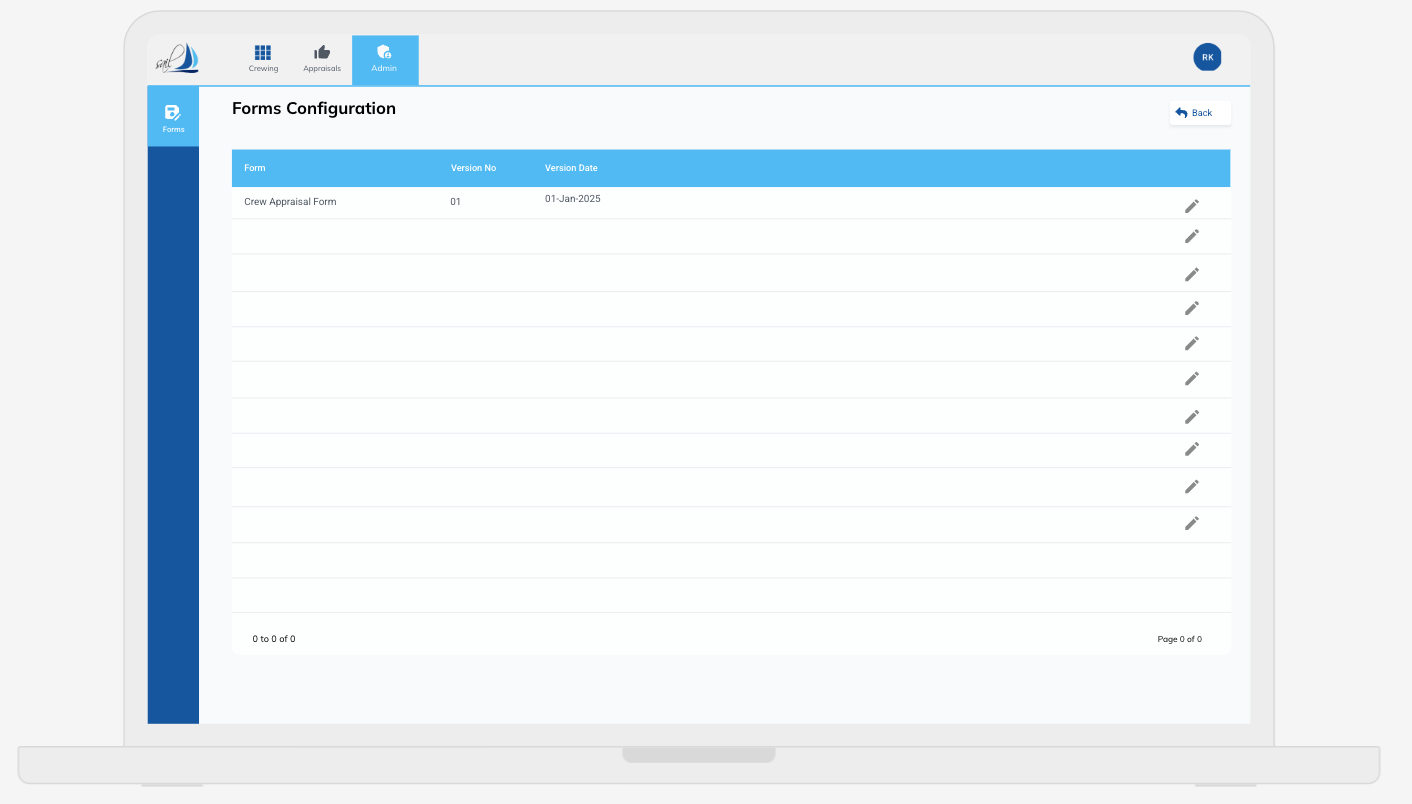 sail
Crewing
Appraisals
Admin
RK
Forms
Forms Configuration
Back
Form Version No Version Date
Crew Appraisal Form 01 01-Jan-2025
0 to 0 of 0
Page 0 of 0